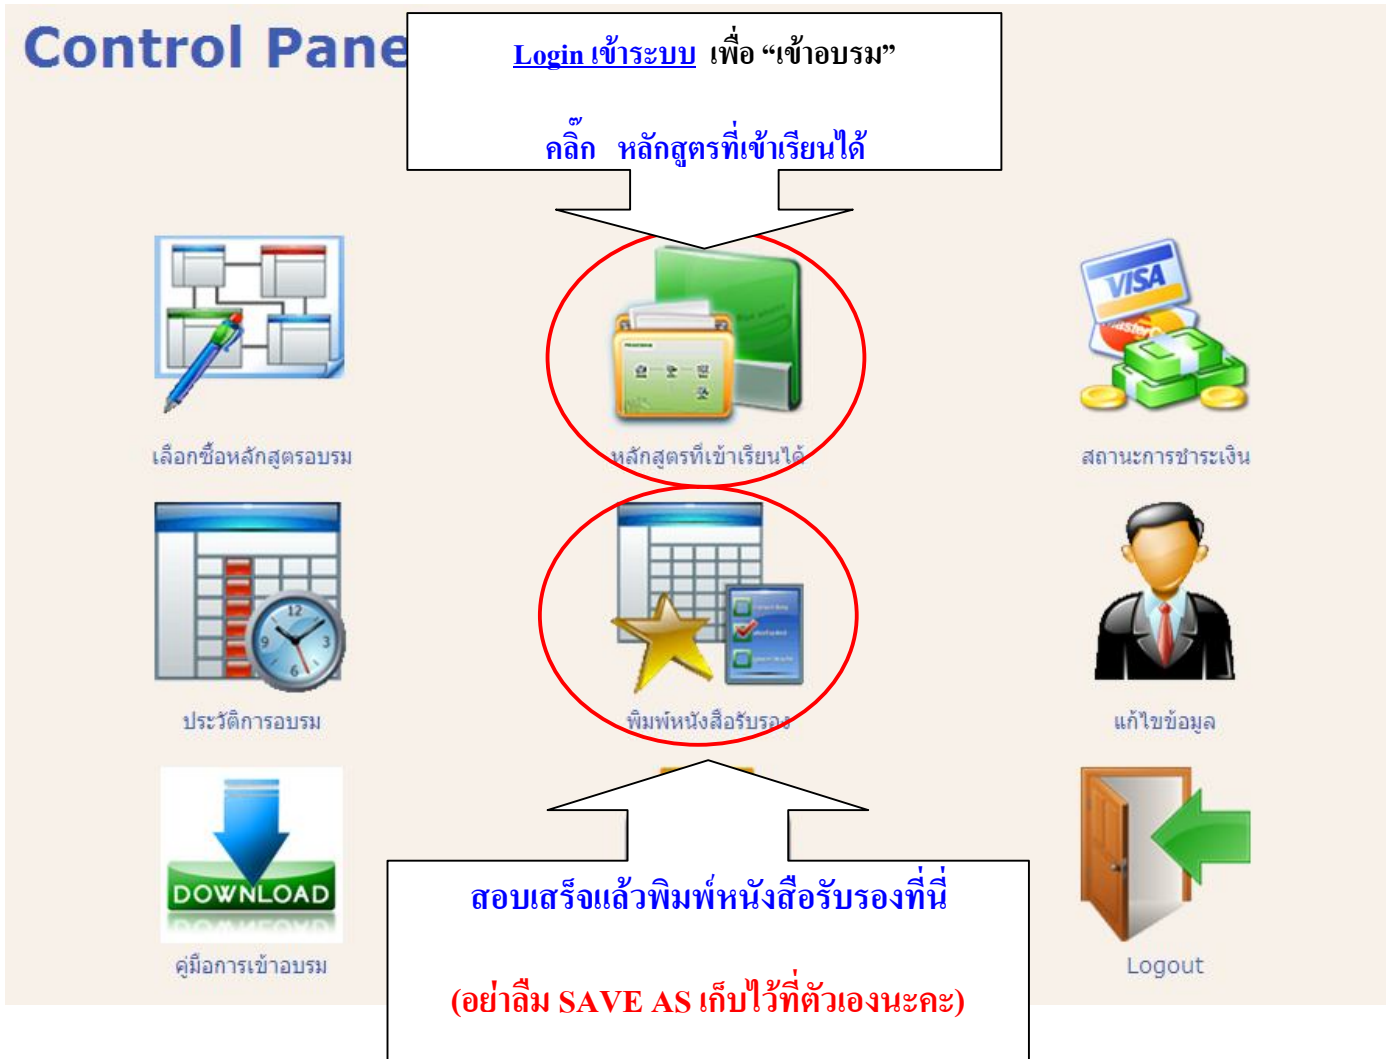 Control Pane
Login เข้าระบบ เพื่อ “เข้าอบรม”
คลิ๊ก หลักสูตรที่เข้าเรียนได้
VISA
MasterC
เลือกซื้อหลักสูตรอบรม
หลักสูตรที่เข้าเรียนได้
สถานะการชำระเงิน
12
9 3
6
ประวัติการอบรม
พิมพ์หนังสือรับรอง
แก้ไขข้อมูล
DOWNLOAD
คู่มือการเข้าอบรม
Logout
สอบเสร็จแล้วพิมพ์หนังสือรับรองที่นี่
(อย่าลืม SAVE AS เก็บไว้ที่ตัวเองนะคะ)